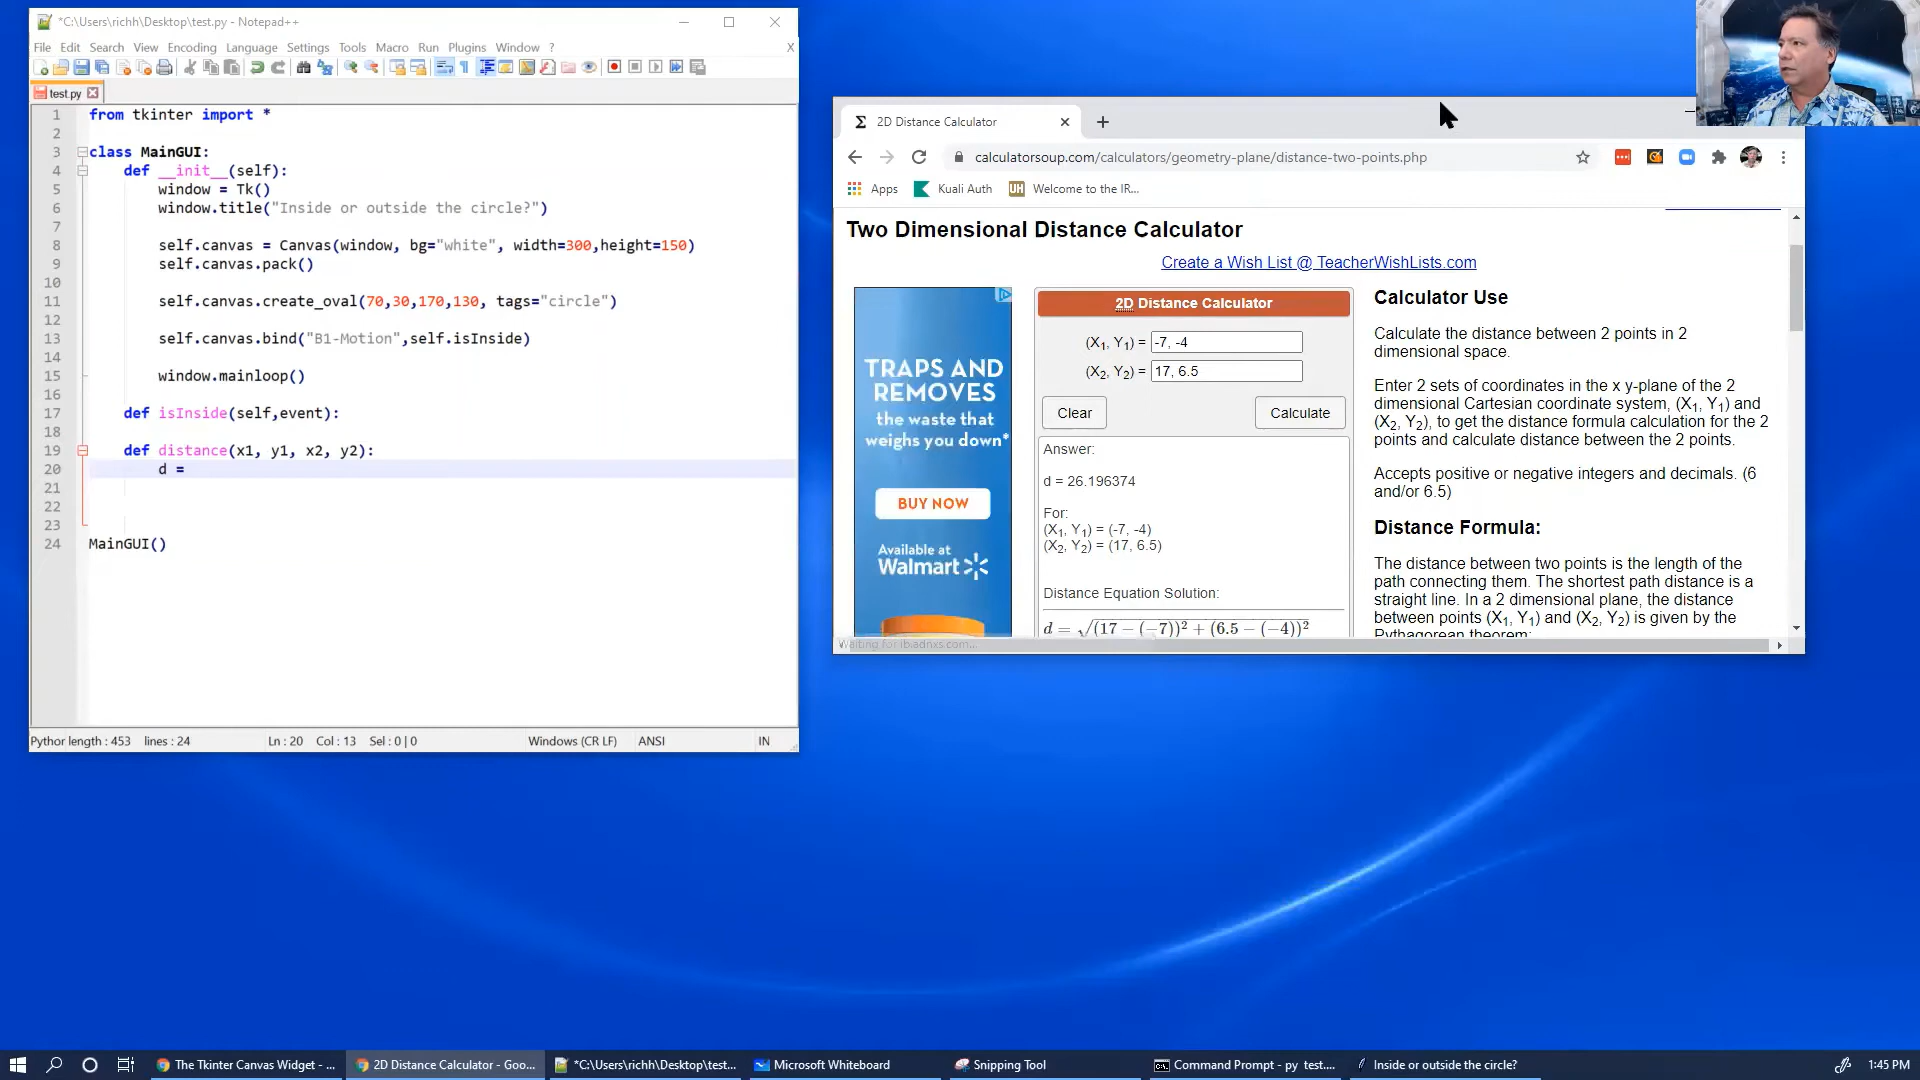 *C:\Users\richh\Desktop\test.py - Notepad++
File Edit Search View Encoding Language Settings Tools Macro Run Plugins Window ? X
test.py
1 from tkinter import *
2
3 class MainGUI:
4 def __init__(self):
5 window = Tk()
6 window.title("Inside or outside the circle?")
7
8 self.canvas = Canvas(window, bg="white", width=300,height=150)
9 self.canvas.pack()
10
11 self.canvas.create_oval(70,30,170,130, tags="circle")
12
13 self.canvas.bind("B1-Motion",self.isInside)
14
15 window.mainloop()
16
17 def isInside(self,event):
18
19 def distance(x1, y1, x2, y2):
20 d =
21
22
23
24 MainGUI()
Pythor length : 453 lines : 24 Ln : 20 Col : 13 Sel : 0 | 0 Windows (CR LF) ANSI IN
2D Distance Calculator
calculatorsoup.com/calculators/geometry-plane/distance-two-points.php
Apps Kuali Auth UH Welcome to the IR...
Two Dimensional Distance Calculator
Create a Wish List @ TeacherWishLists.com
TRAPS AND
REMOVES
the waste that
weighs you down*
BUY NOW
Available at
Walmart
2D Distance Calculator
(X1, Y1) = -7, -4
(X2, Y2) = 17, 6.5
Clear Calculate
Answer:
d = 26.196374
For:
(X1, Y1) = (-7, -4)
(X2, Y2) = (17, 6.5)
Distance Equation Solution:
d = √(17 − (−7))² + (6.5 − (−4))²
Calculator Use
Calculate the distance between 2 points in 2
dimensional space.
Enter 2 sets of coordinates in the x y-plane of the 2
dimensional Cartesian coordinate system, (X1, Y1) and
(X2, Y2), to get the distance formula calculation for the 2
points and calculate distance between the 2 points.
Accepts positive or negative integers and decimals. (6
and/or 6.5)
Distance Formula:
The distance between two points is the length of the
path connecting them. The shortest path distance is a
straight line. In a 2 dimensional plane, the distance
between points (X1, Y1) and (X2, Y2) is given by the
Pythagorean theorem:
Waiting for ib.adnxs.com...
The Tkinter Canvas Widget - ... 2D Distance Calculator - Goo... *C:\Users\richh\Desktop\test... Microsoft Whiteboard Snipping Tool Command Prompt - py test.... Inside or outside the circle? 1:45 PM